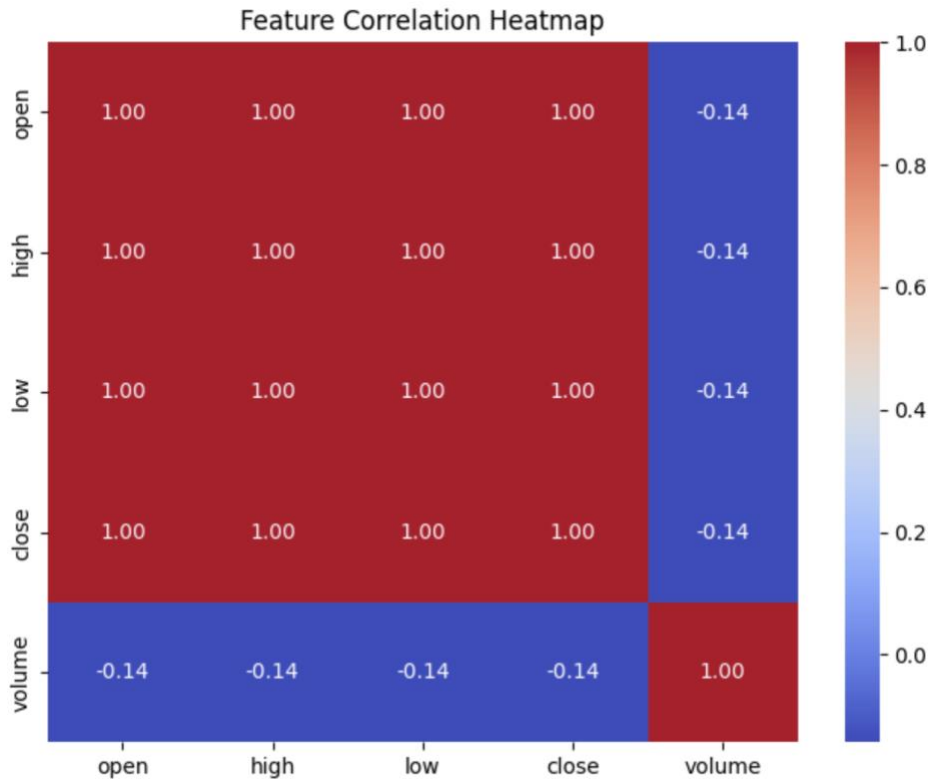 Feature Correlation Heatmap
open 1.00 1.00 1.00 1.00 -0.14
high 1.00 1.00 1.00 1.00 -0.14
low 1.00 1.00 1.00 1.00 -0.14
close 1.00 1.00 1.00 1.00 -0.14
volume -0.14 -0.14 -0.14 -0.14 1.00
open high low close volume
1.0
0.8
0.6
0.4
0.2
0.0